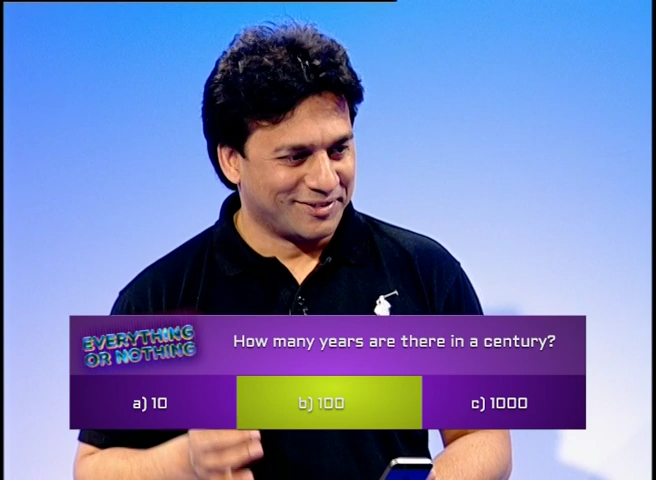 EVERYTHING
OR NOTHING
How many years are there in a century?
a) 10
b) 100
c) 1000